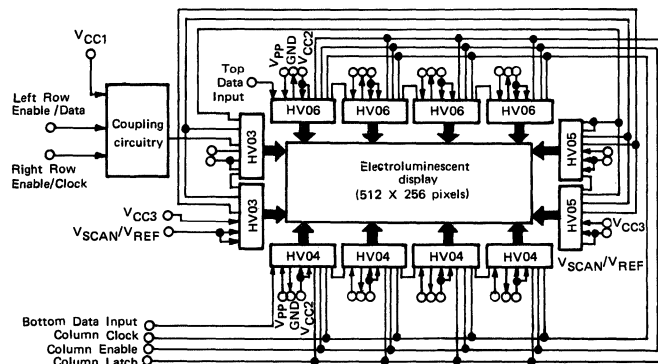 VCC1
Left Row
Enable/Data
Right Row
Enable/Clock
Coupling
circuitry
Top
Data
Input
VPP
GND
VCC2
HV06
HV06
HV06
HV06
HV03
HV03
HV05
HV05
Electroluminescent
display
(512 X 256 pixels)
VCC3
VSCAN/VREF
VCC3
VSCAN/VREF
HV04
HV04
HV04
HV04
VPP
GND
VCC2
Bottom Data Input
Column Clock
Column Enable
Column Latch